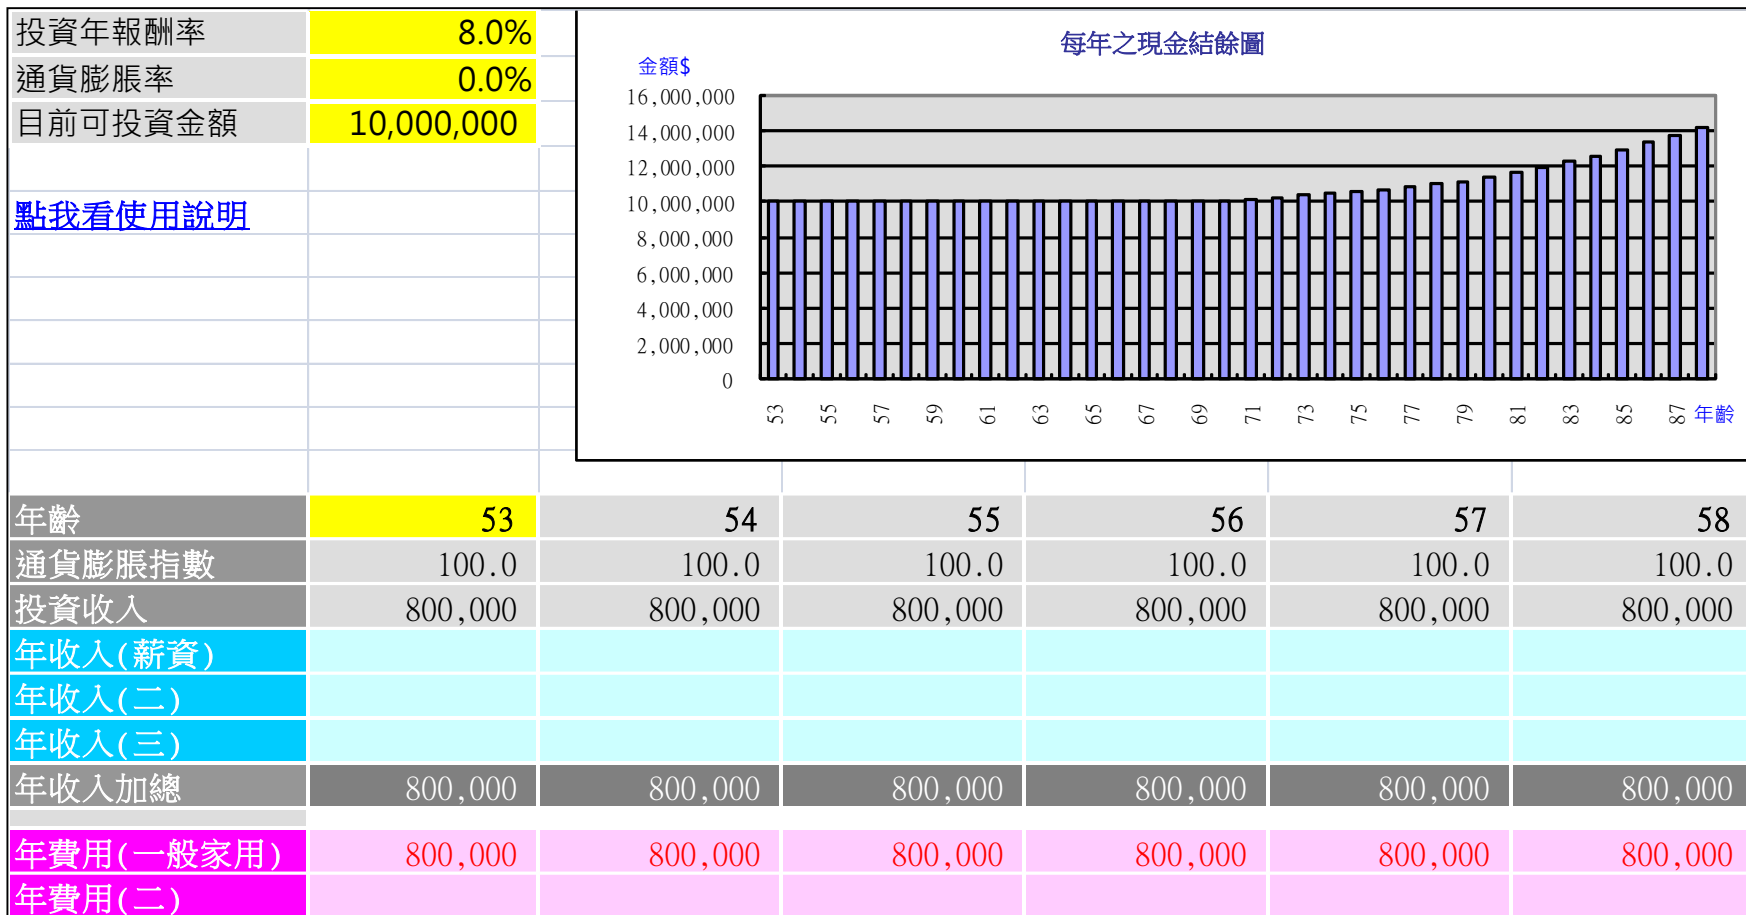 投資年報酬率 8.0%
通貨膨脹率 0.0%
目前可投資金額 10,000,000
點我看使用說明
每年之現金結餘圖
金額$
16,000,000
14,000,000
12,000,000
10,000,000
8,000,000
6,000,000
4,000,000
2,000,000
0
53 55 57 59 61 63 65 67 69 71 73 75 77 79 81 83 85 87 年齡
年齡 53 54 55 56 57 58
通貨膨脹指數 100.0 100.0 100.0 100.0 100.0 100.0
投資收入 800,000 800,000 800,000 800,000 800,000 800,000
年收入(薪資)
年收入(二)
年收入(三)
年收入加總 800,000 800,000 800,000 800,000 800,000 800,000
年費用(一般家用) 800,000 800,000 800,000 800,000 800,000 800,000
年費用(二)